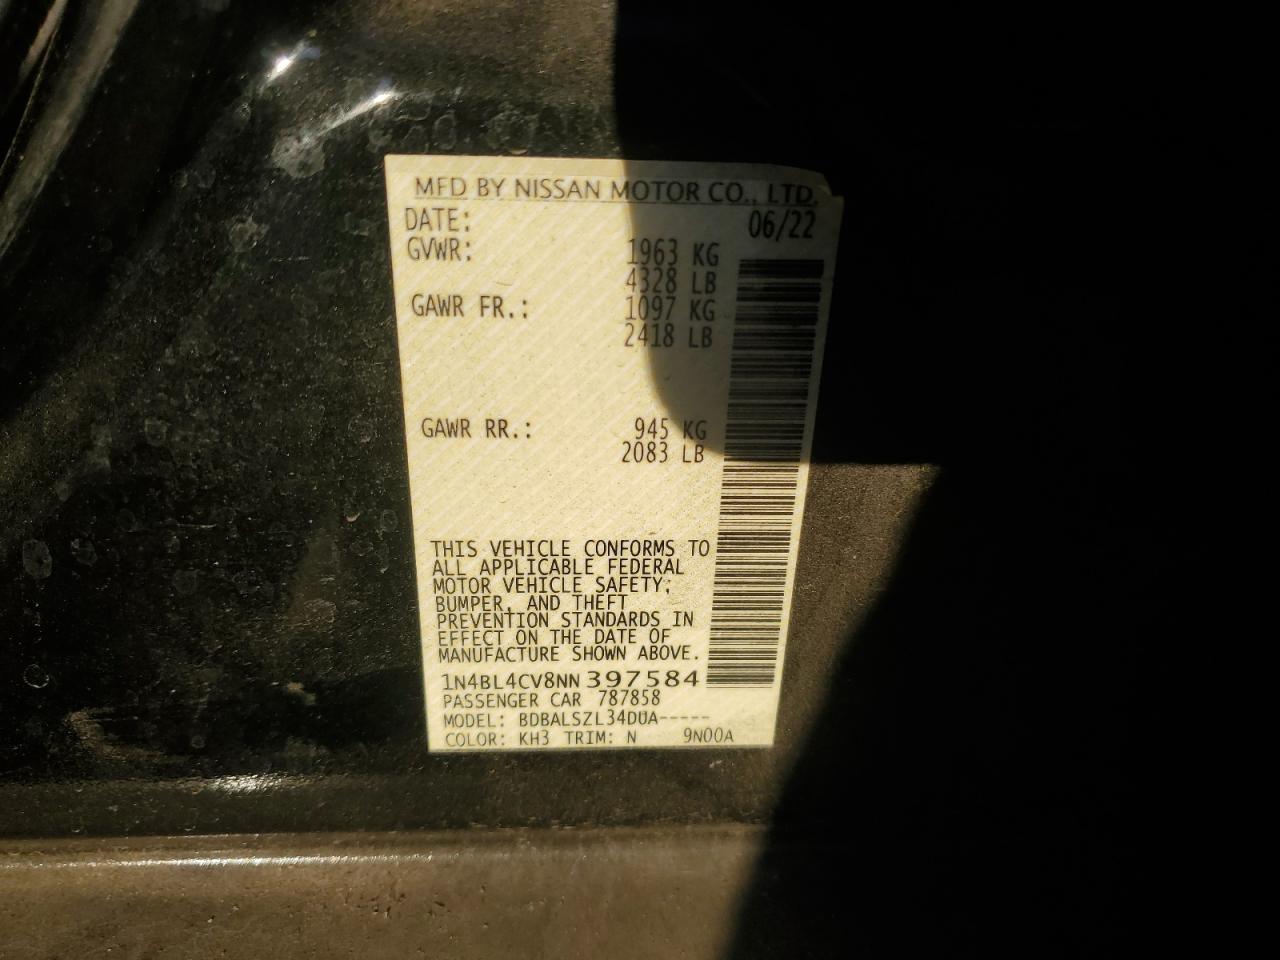 MFD BY NISSAN MOTOR CO., LTD.
DATE: 06/22
GVWR: 1963 KG
4328 LB
GAWR FR.: 1097 KG
2418 LB
GAWR RR.: 945 KG
2083 LB
THIS VEHICLE CONFORMS TO
ALL APPLICABLE FEDERAL
MOTOR VEHICLE SAFETY,
BUMPER, AND THEFT
PREVENTION STANDARDS IN
EFFECT ON THE DATE OF
MANUFACTURE SHOWN ABOVE.
1N4BL4CV8NN397584
PASSENGER CAR 787858
MODEL: BDBALSZL34DUA-----
COLOR: KH3 TRIM: N 9N00A